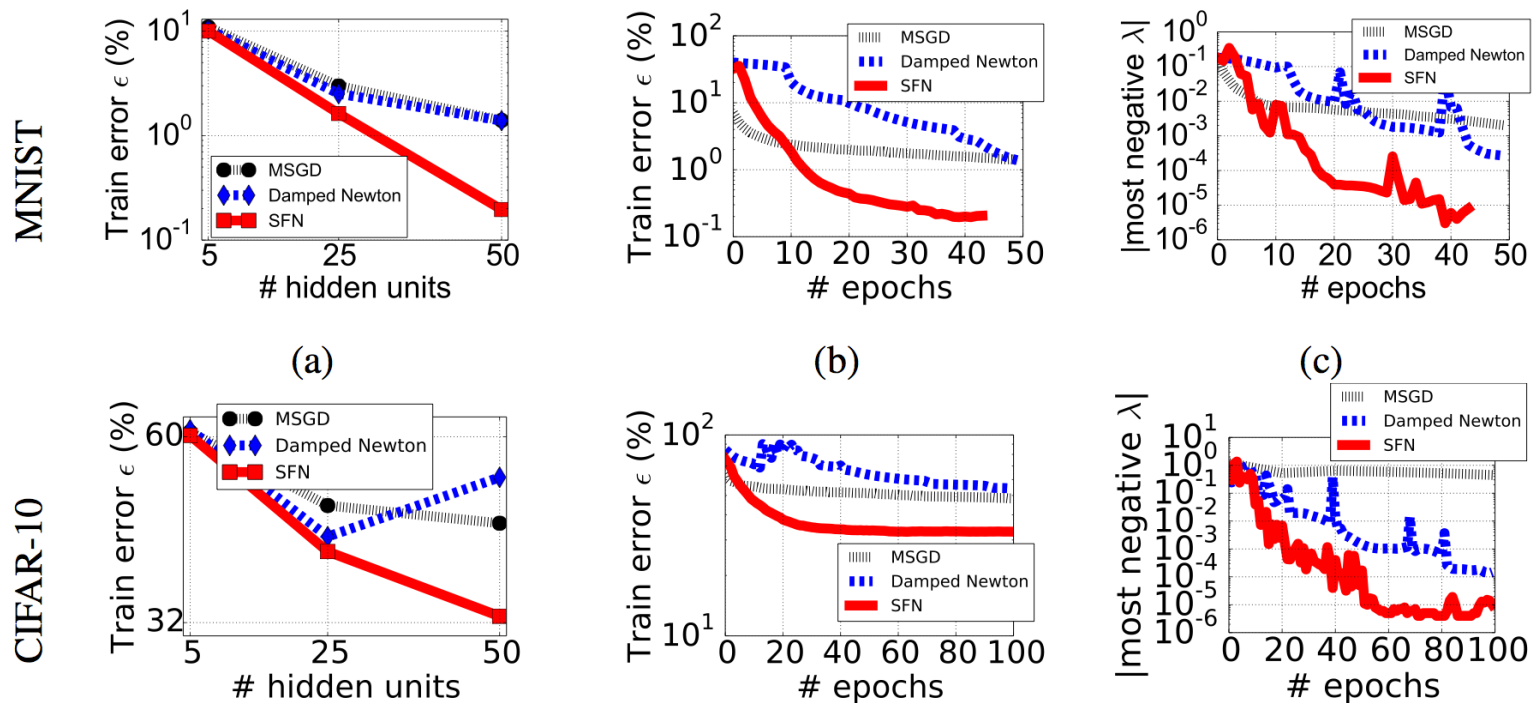 MNIST
Train error ϵ (%)
10^1
10^0
10^-1
MSGD
Damped Newton
SFN
5
25
50
# hidden units
(a)
Train error ϵ (%)
10^2
10^1
10^0
10^-1
MSGD
Damped Newton
SFN
0
10
20
30
40
50
# epochs
(b)
|most negative λ|
10^0
10^-1
10^-2
10^-3
10^-4
10^-5
10^-6
MSGD
Damped Newton
SFN
0
10
20
30
40
50
# epochs
(c)
CIFAR-10
Train error ϵ (%)
60
32
MSGD
Damped Newton
SFN
5
25
50
# hidden units
Train error ϵ (%)
10^2
10^1
MSGD
Damped Newton
SFN
0
20
40
60
80
100
# epochs
|most negative λ|
10^1
10^0
10^-1
10^-2
10^-3
10^-4
10^-5
10^-6
MSGD
Damped Newton
SFN
0
20
40
60
80
100
# epochs